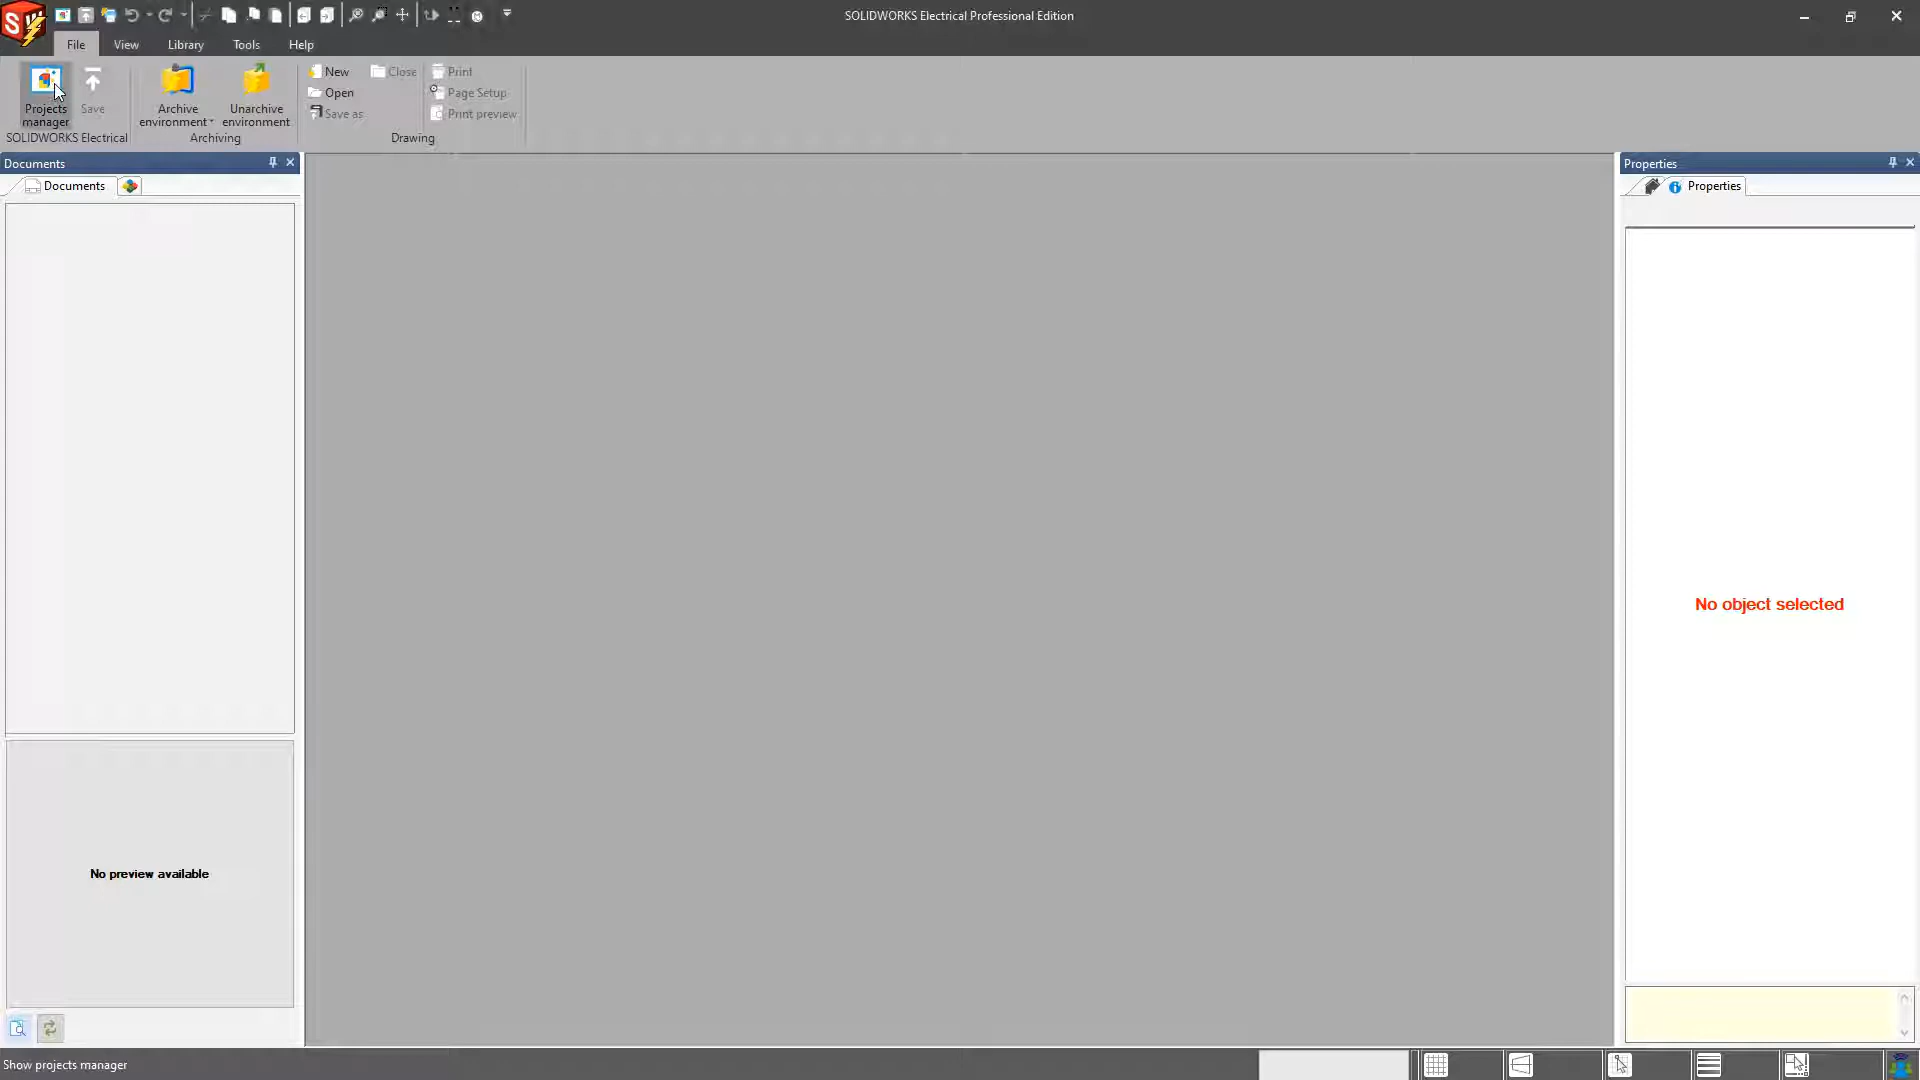 SOLIDWORKS Electrical Professional Edition
File View Library Tools Help
Projects manager
Save
SOLIDWORKS Electrical
Archive environment
Unarchive environment
Archiving
New
Open
Save as
Close
Print
Page Setup
Print preview
Drawing
Documents
Documents
No preview available
Properties
Properties
No object selected
Show projects manager